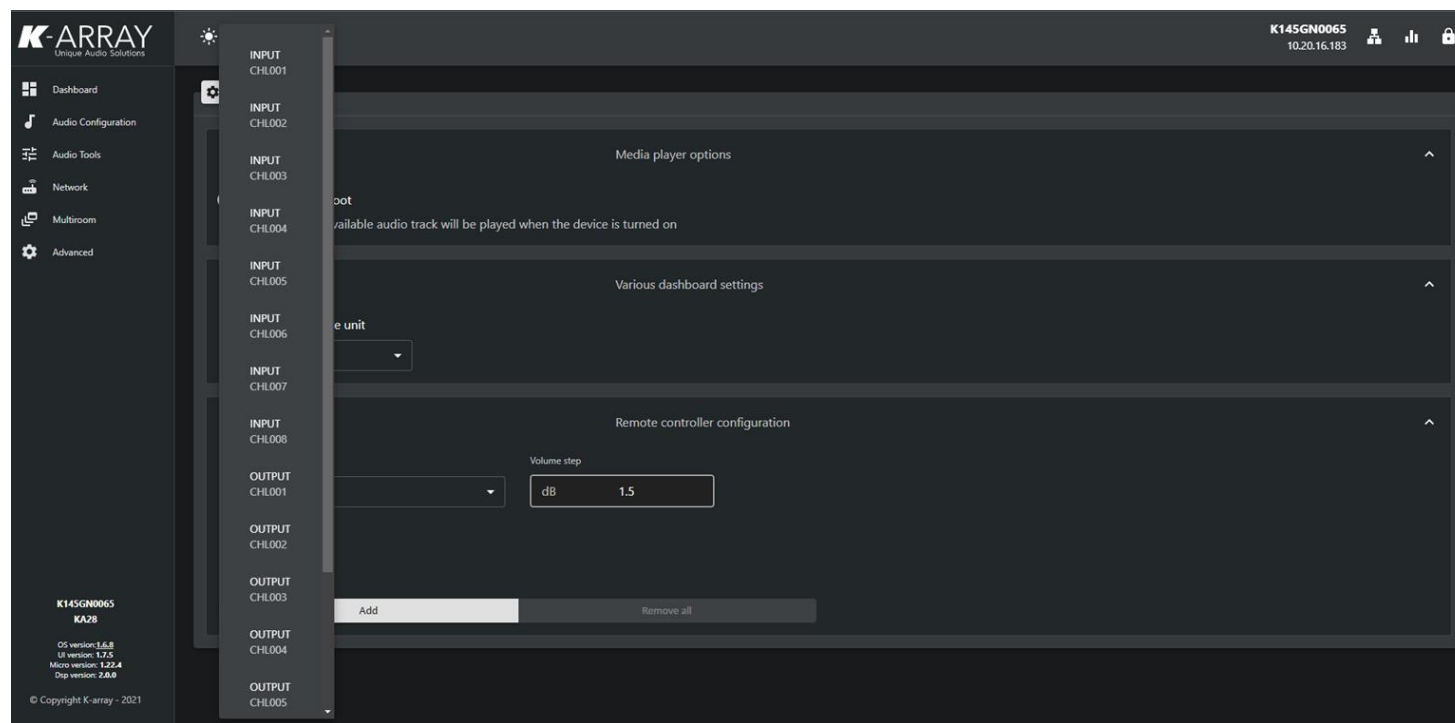 K-ARRAY
Unique Audio Solutions
K145GN0065
10.20.16.183
Dashboard
Audio Configuration
Audio Tools
Network
Multiroom
Advanced
INPUT
CHL001
INPUT
CHL002
INPUT
CHL003
INPUT
CHL004
INPUT
CHL005
INPUT
CHL006
INPUT
CHL007
INPUT
CHL008
OUTPUT
CHL001
OUTPUT
CHL002
OUTPUT
CHL003
OUTPUT
CHL004
OUTPUT
CHL005
Media player options
oot
vailable audio track will be played when the device is turned on
Various dashboard settings
e unit
Remote controller configuration
Volume step
dB 1.5
Add Remove all
K145GN0065
KA28
OS version:1.6.8
UI version: 1.7.5
Micro version: 1.22.4
Dsp version: 2.0.0
© Copyright K-array - 2021